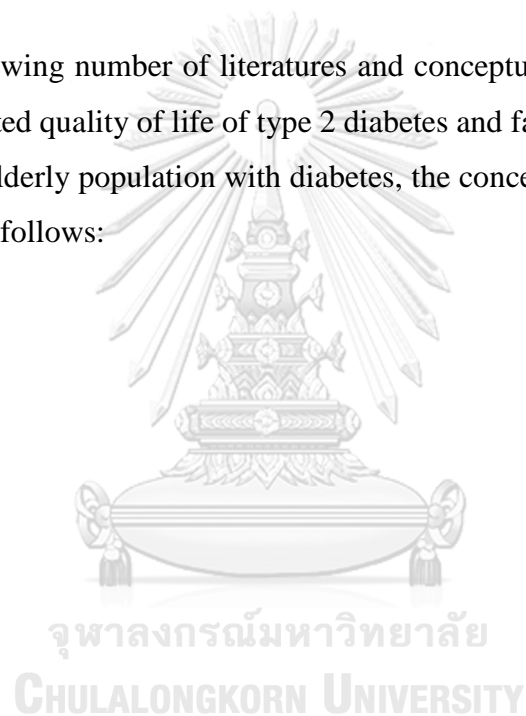 wing number of literatures and conceptu
ted quality of life of type 2 diabetes and fa
lderly population with diabetes, the conce
follows:
จุฬาลงกรณ์มหาวิทยาลัย
CHULALONGKORN UNIVERSITY